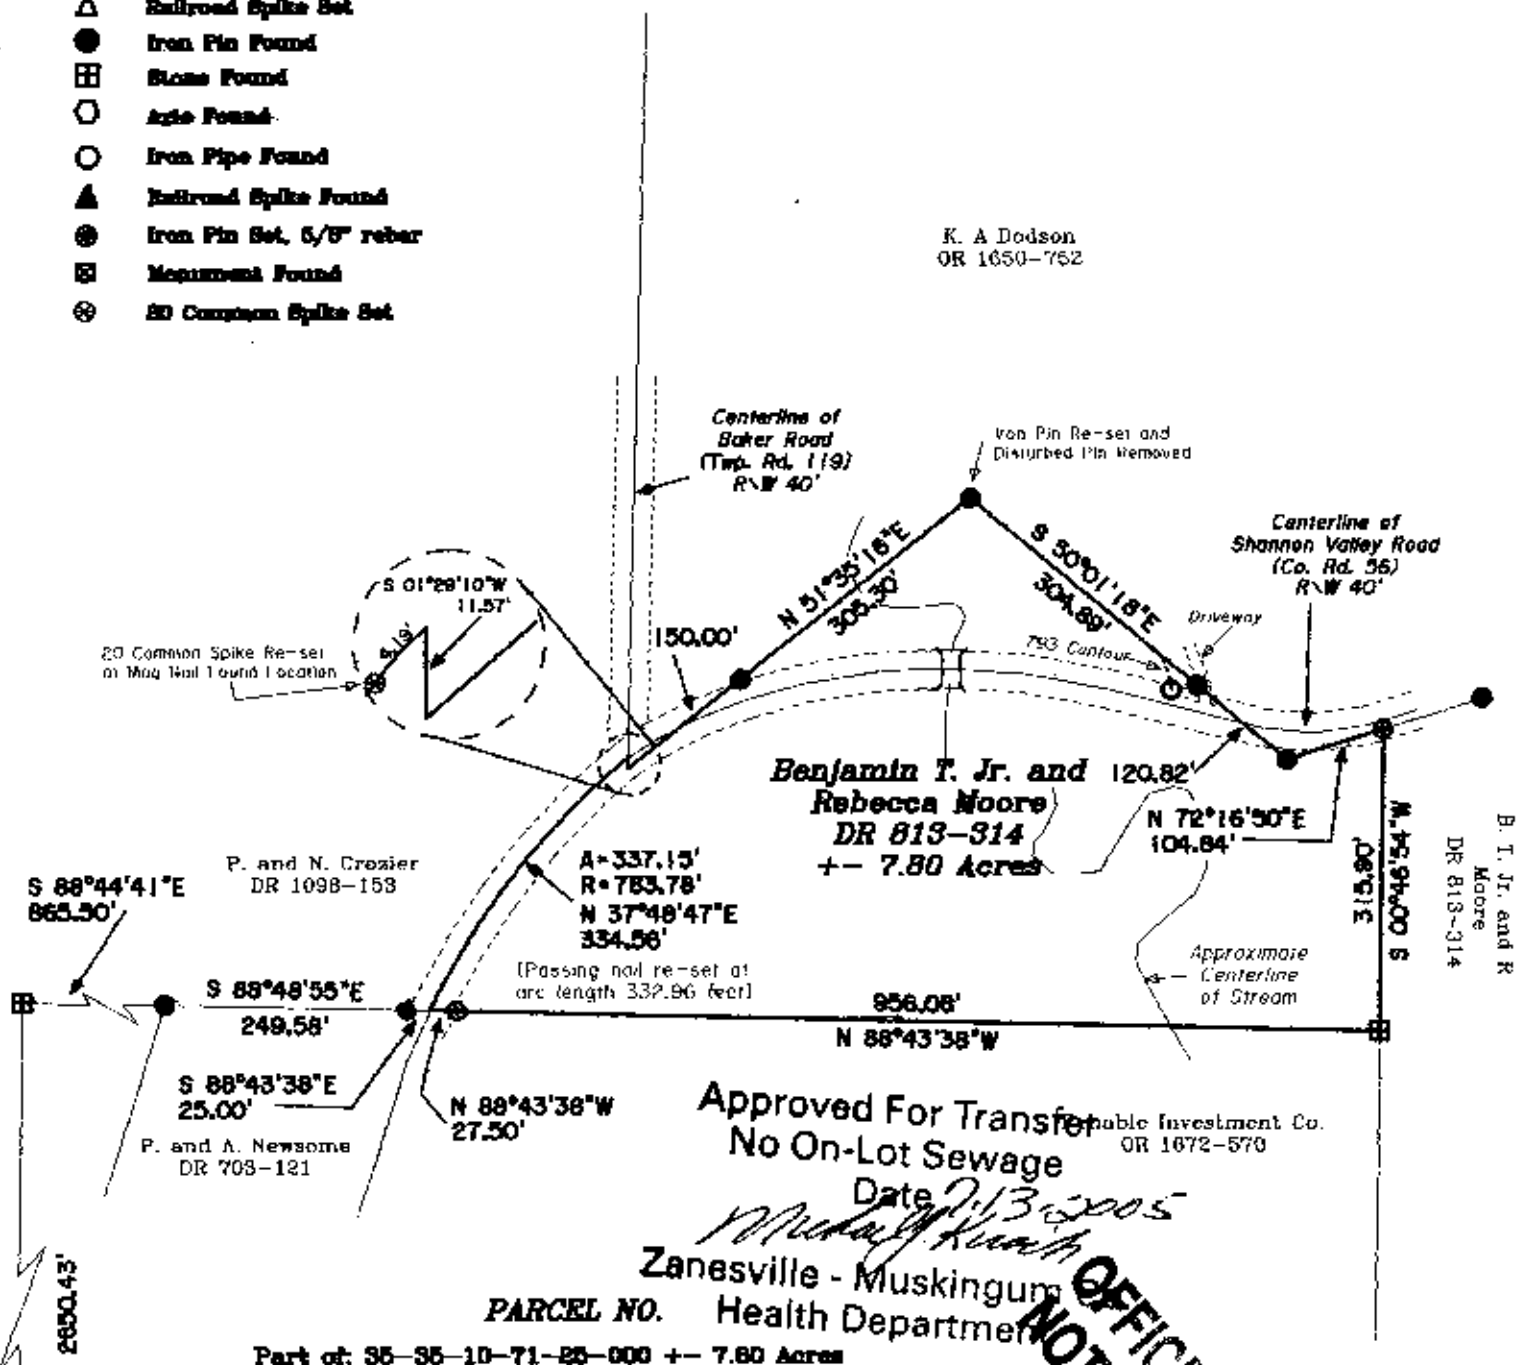 Railroad Spike Set
Iron Pin Found
Stone Found
Axle Found
Iron Pipe Found
Railroad Spike Found
Iron Pin Set, 5/8" rebar
Monument Found
20 Common Spike Set
K. A Dodson
OR 1650-752
Centerline of
Baker Road
(Twp. Rd. 119)
R\W 40'
Iron Pin Re-set and
Disturbed Pin Removed
Centerline of
Shannon Valley Road
(Co. Rd. 56)
R\W 40'
N 51°35'16"E
305.30'
S 50°01'18"E
304.89'
Driveway
793 Contour
S 01°29'10"W
11.57'
150.00'
20 Common Spike Re-set
at Mag Nail Found Location
Benjamin T. Jr. and
Rebecca Moore
DR 813-314
+- 7.80 Acres
120.82'
N 72°16'50"E
104.84'
315.90'
S 00°46'54"W
B. T. Jr. and R
Moore
DR 813-314
P. and N. Crozier
DR 1098-153
A=337.15'
R=783.78'
N 37°48'47"E
334.56'
(Passing nail re-set at
arc length 332.96 feet)
S 88°44'41"E
865.50'
S 88°48'55"E
249.58'
Approximate
Centerline
of Stream
956.06'
N 88°43'38"W
S 88°43'38"E
25.00'
N 88°43'38"W
27.50'
P. and A. Newsome
DR 703-121
Approved For Transfer
No On-Lot Sewage
Date 7-13-2005
Zanesville - Muskingum
Health Department
Investment Co.
OR 1672-570
2650.43'
PARCEL NO.
Part of: 35-35-10-71-25-000 +- 7.80 Acres